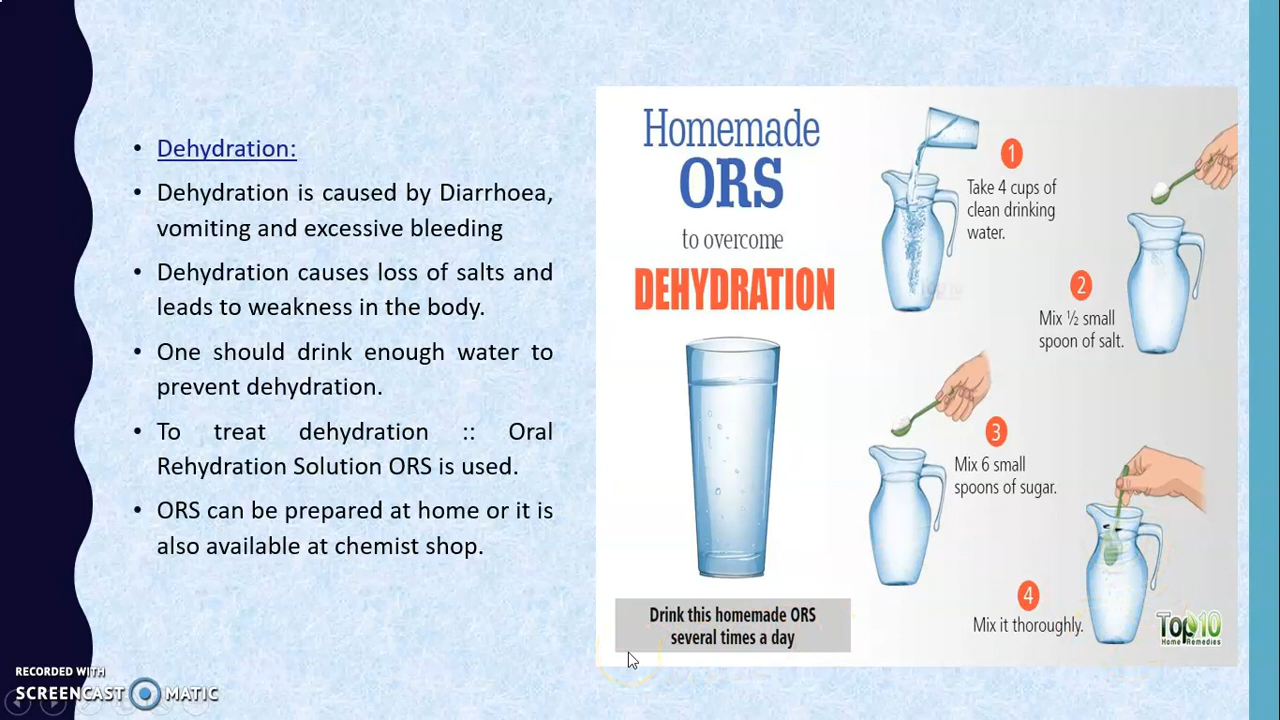 Dehydration:
Dehydration is caused by Diarrhoea,
vomiting and excessive bleeding
Dehydration causes loss of salts and
leads to weakness in the body.
One should drink enough water to
prevent dehydration.
To treat dehydration :: Oral
Rehydration Solution ORS is used.
ORS can be prepared at home or it is
also available at chemist shop.
Homemade
ORS
to overcome
DEHYDRATION
Drink this homemade ORS
several times a day
1
Take 4 cups of
clean drinking
water.
2
Mix ½ small
spoon of salt.
3
Mix 6 small
spoons of sugar.
4
Mix it thoroughly.
Top10
Home Remedies
RECORDED WITH
SCREENCAST MATIC